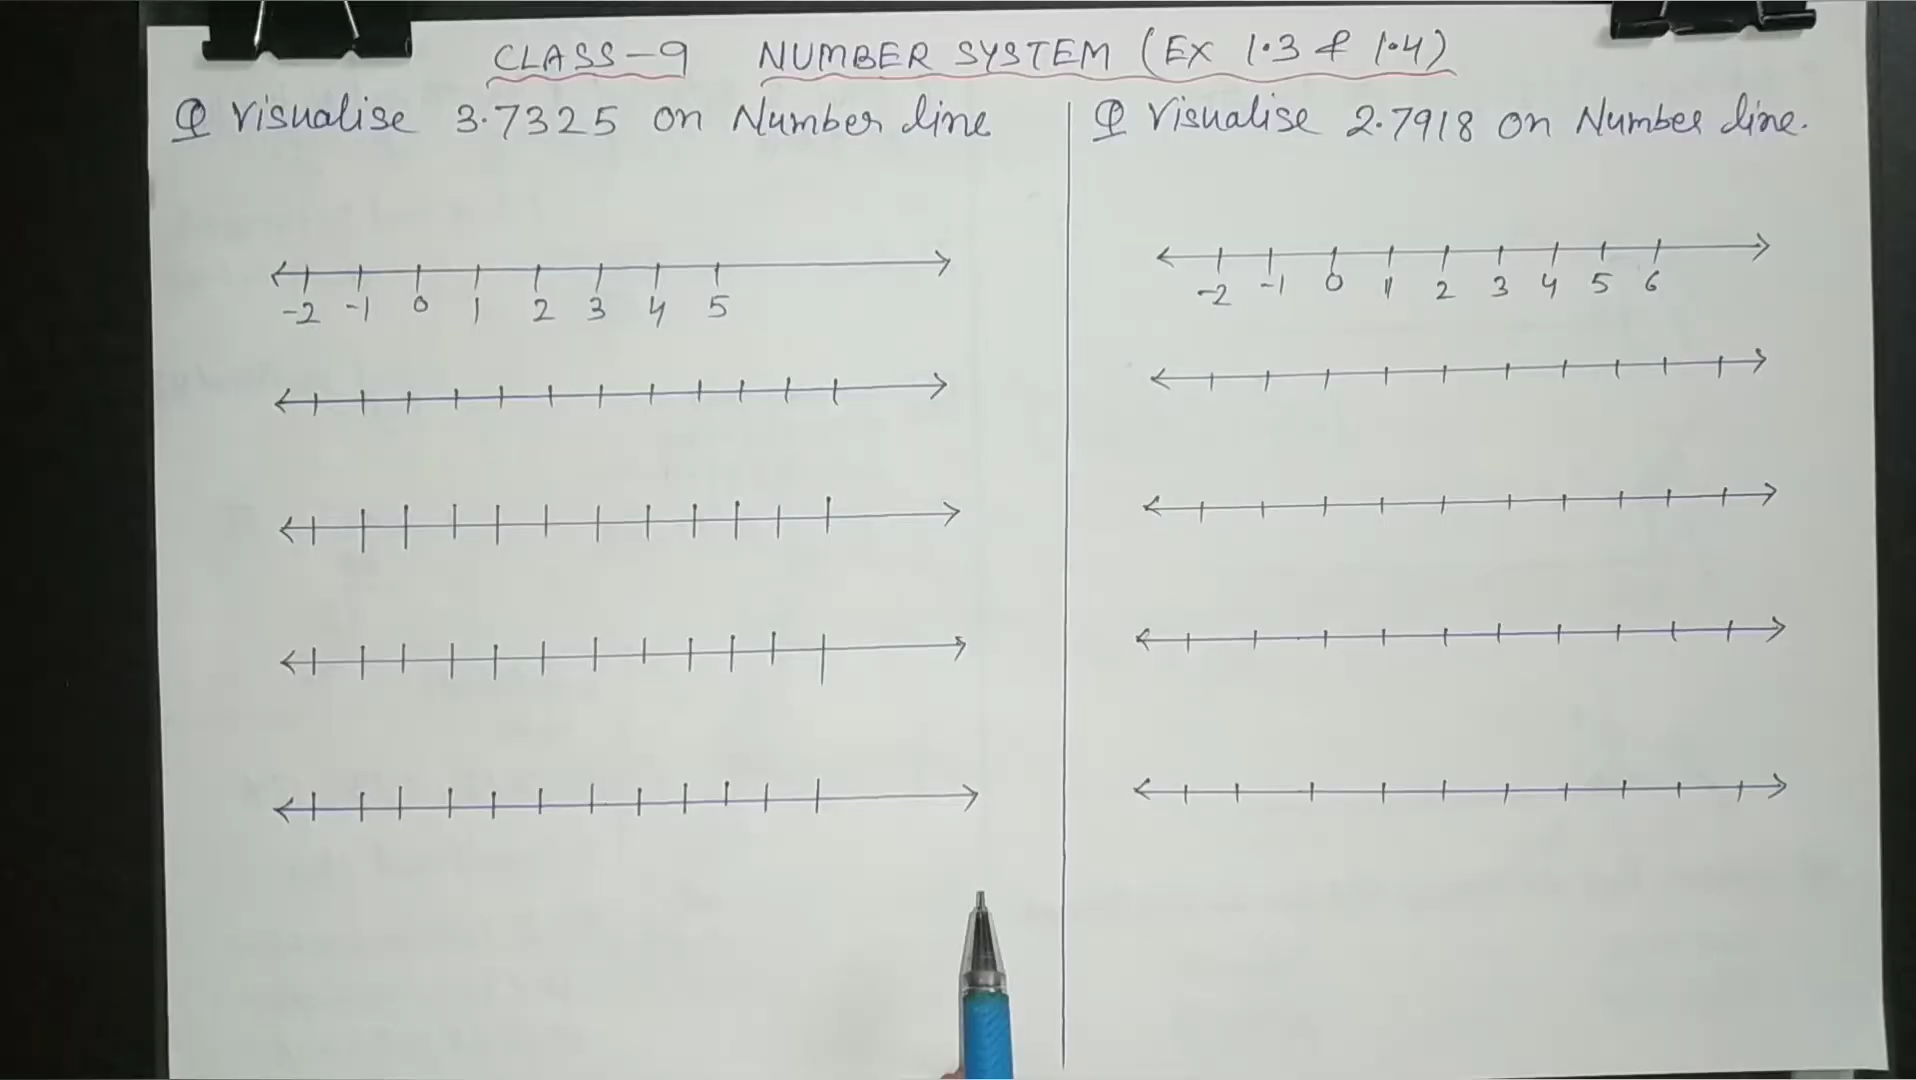 CLASS-9 NUMBER SYSTEM (EX 1.3 & 1.4)
Q Visualise 3.7325 on Number line
-2 -1 0 1 2 3 4 5
Q Visualise 2.7918 on Number line.
-2 -1 0 1 2 3 4 5 6